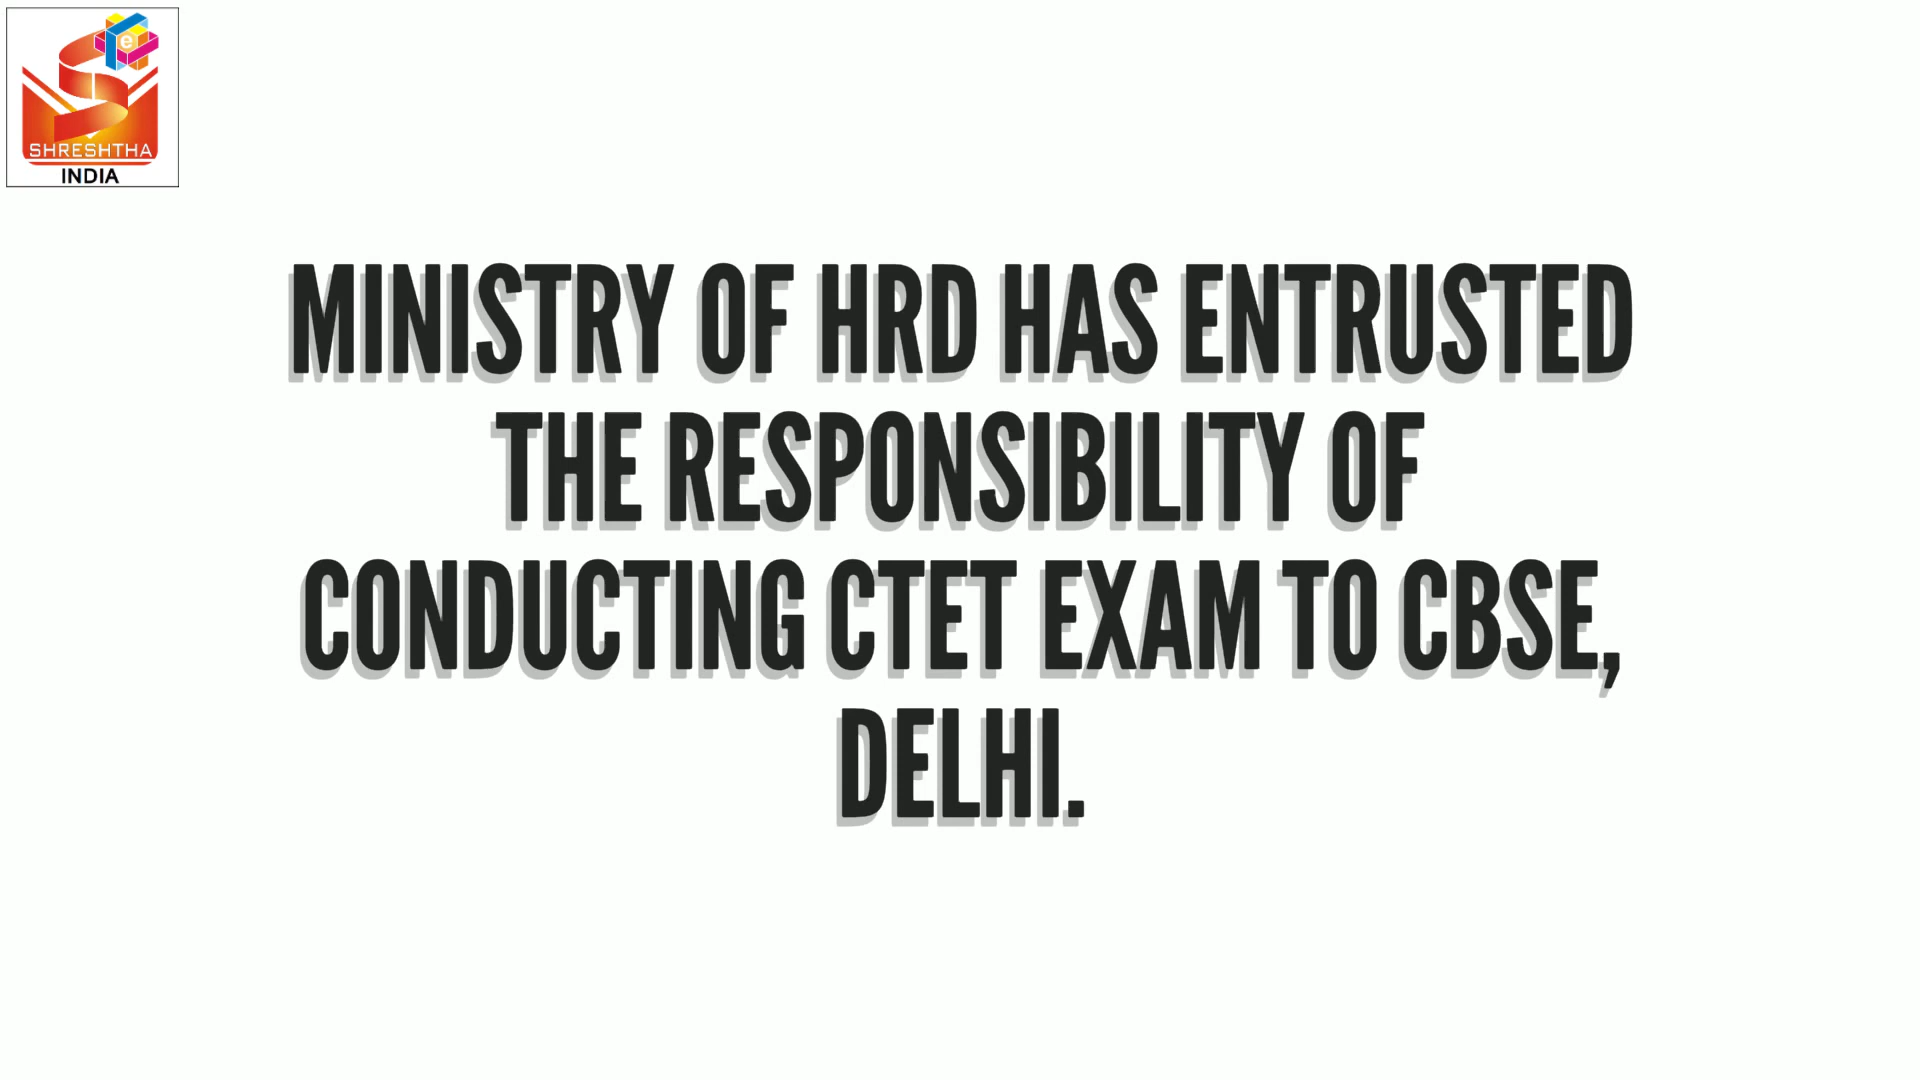 e
SHRESHTHA
INDIA
MINISTRY OF HRD HAS ENTRUSTED
THE RESPONSIBILITY OF
CONDUCTING CTET EXAM TO CBSE,
DELHI.